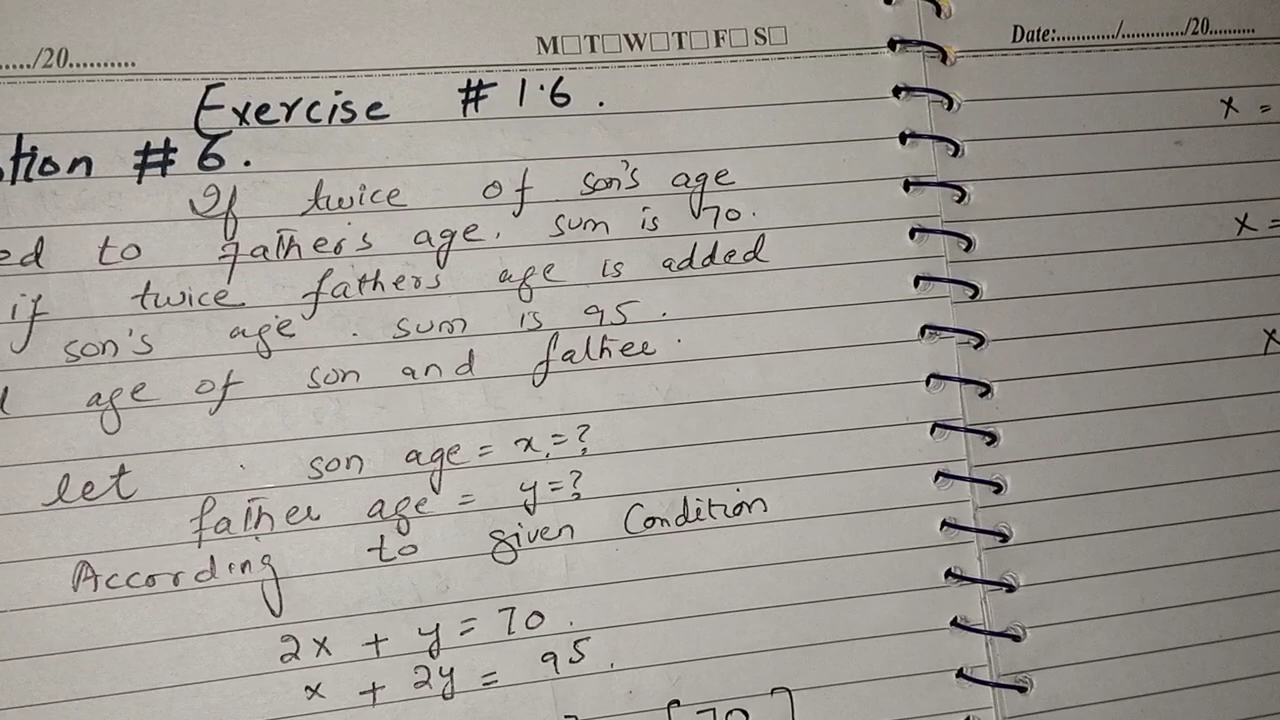 ...../20..........
M□T□W□T□F□S□
Date:............/............./20..........
Exercise # 1.6.
tion # 6.
If twice of son's age
ed to father's age. sum is 70.
if twice fathers age is added
son's age. sum is 95.
age of son and father.
let son age = x = ?
father age = y = ?
According to given Condition
2x + y = 70.
x + 2y = 95.
[70]
x =
x =
x